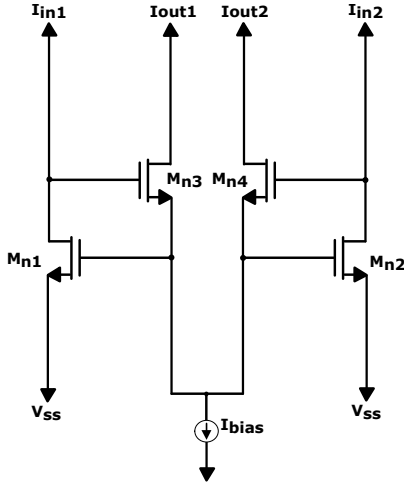 Iin1 Iout1 Iout2 Iin2
Mn3 Mn4
Mn1 Mn2
Vss Vss
Ibias